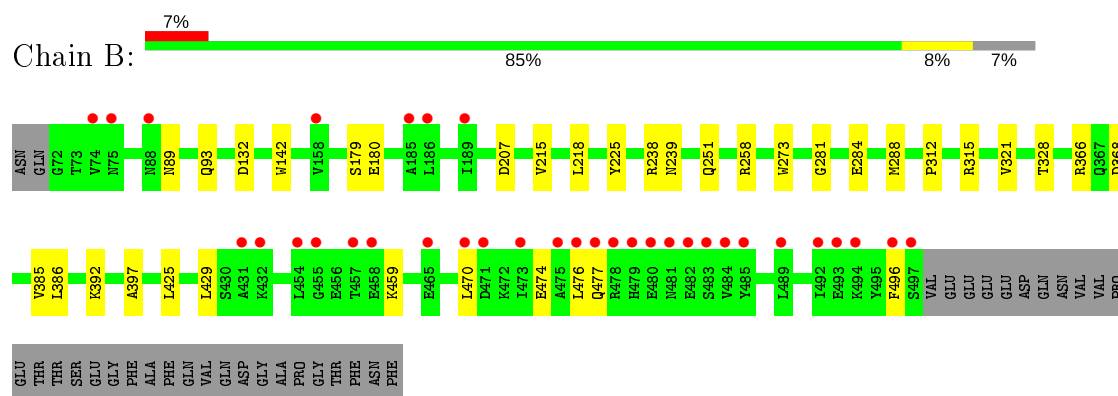 7%
Chain B:
85% 8% 7%
ASN GLN G72 T73 V74 N75 N88 N89 Q93 D132 W142 V158 S179 E180 A185 L186 I189 D207 V215 L218 Y225 R238 N239 Q251 R258 W273 G281 E284 M288 P312 R315 V321 T328 R366 Q367 D368
V385 L386 K392 A397 L425 L429 S430 A431 K432 L454 G455 E456 T457 E458 K459 E465 L470 D471 K472 I473 E474 A475 L476 Q477 R478 H479 E480 N481 E482 S483 V484 Y485 L489 I492 E493 K494 Y495 F496 S497 VAL GLU GLU GLU GLU ASP GLN ASN VAL VAL PRO
GLU THR THR SER GLU GLY PHE ALA PHE GLN VAL GLN ASP GLY ALA PRO GLY THR PHE ASN PHE